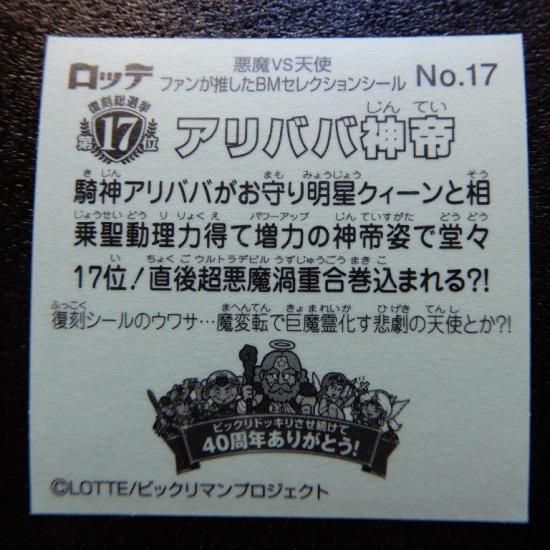 ロッテ
悪魔VS天使
ファンが推したBMセレクションシール
No.17
復刻総選挙
第17位
じん てい
アリババ神帝
き じん まも みょうじょう そう
騎神アリババがお守り明星クィーンと相
じょうせい どう り りょく え パワーアップ じん ていすがた どう どう
乗聖動理力得て増力の神帝姿で堂々
い ちょく ご ウルトラデビル うずじゅうごう まき こ
17位!直後超悪魔渦重合巻込まれる?!
ふっこく まへんてん きょ まれいか ひげき てんし
復刻シールのウワサ…魔変転で巨魔霊化す悲劇の天使とか?!
ビックリドッキリさせ続けて
40周年ありがとう!
©LOTTE/ビックリマンプロジェクト